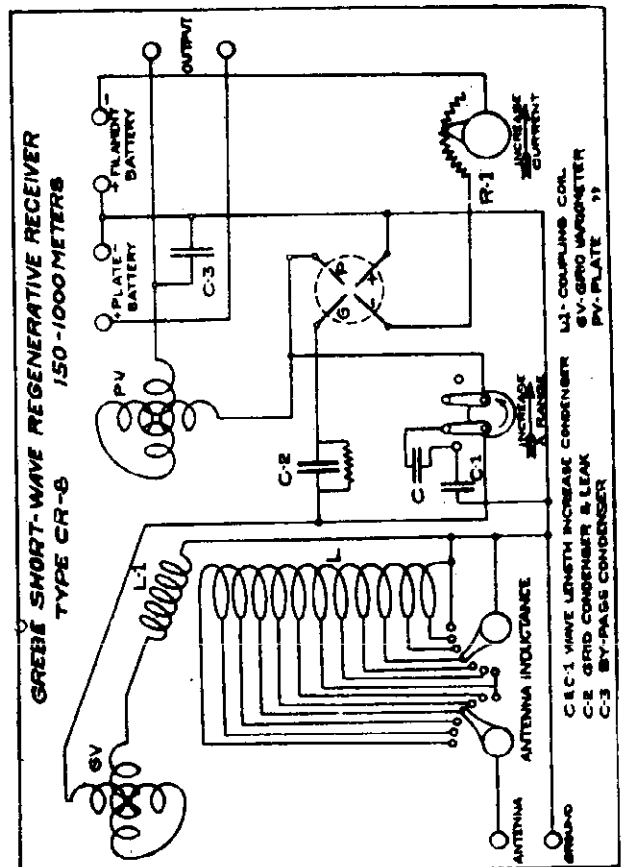 GREBE SHORT-WAVE REGENERATIVE RECEIVER
TYPE CR-8 150-1000 METERS
GV
L-1
PV
+PLATE-
BATTERY
+FILAMENT-
BATTERY
OUTPUT
C-3
C-2
G
P
-
+
R-1
INCREASE
CURRENT
L
C
C-1
INCREASE
λ RANGE
ANTENNA
GROUND
ANTENNA INDUCTANCE
C & C-1 WAVE LENGTH INCREASE CONDENSER
C-2 GRID CONDENSER & LEAK
C-3 BY-PASS CONDENSER
L1- COUPLING COIL
GV-GRID VARIOMETER
PV-PLATE "